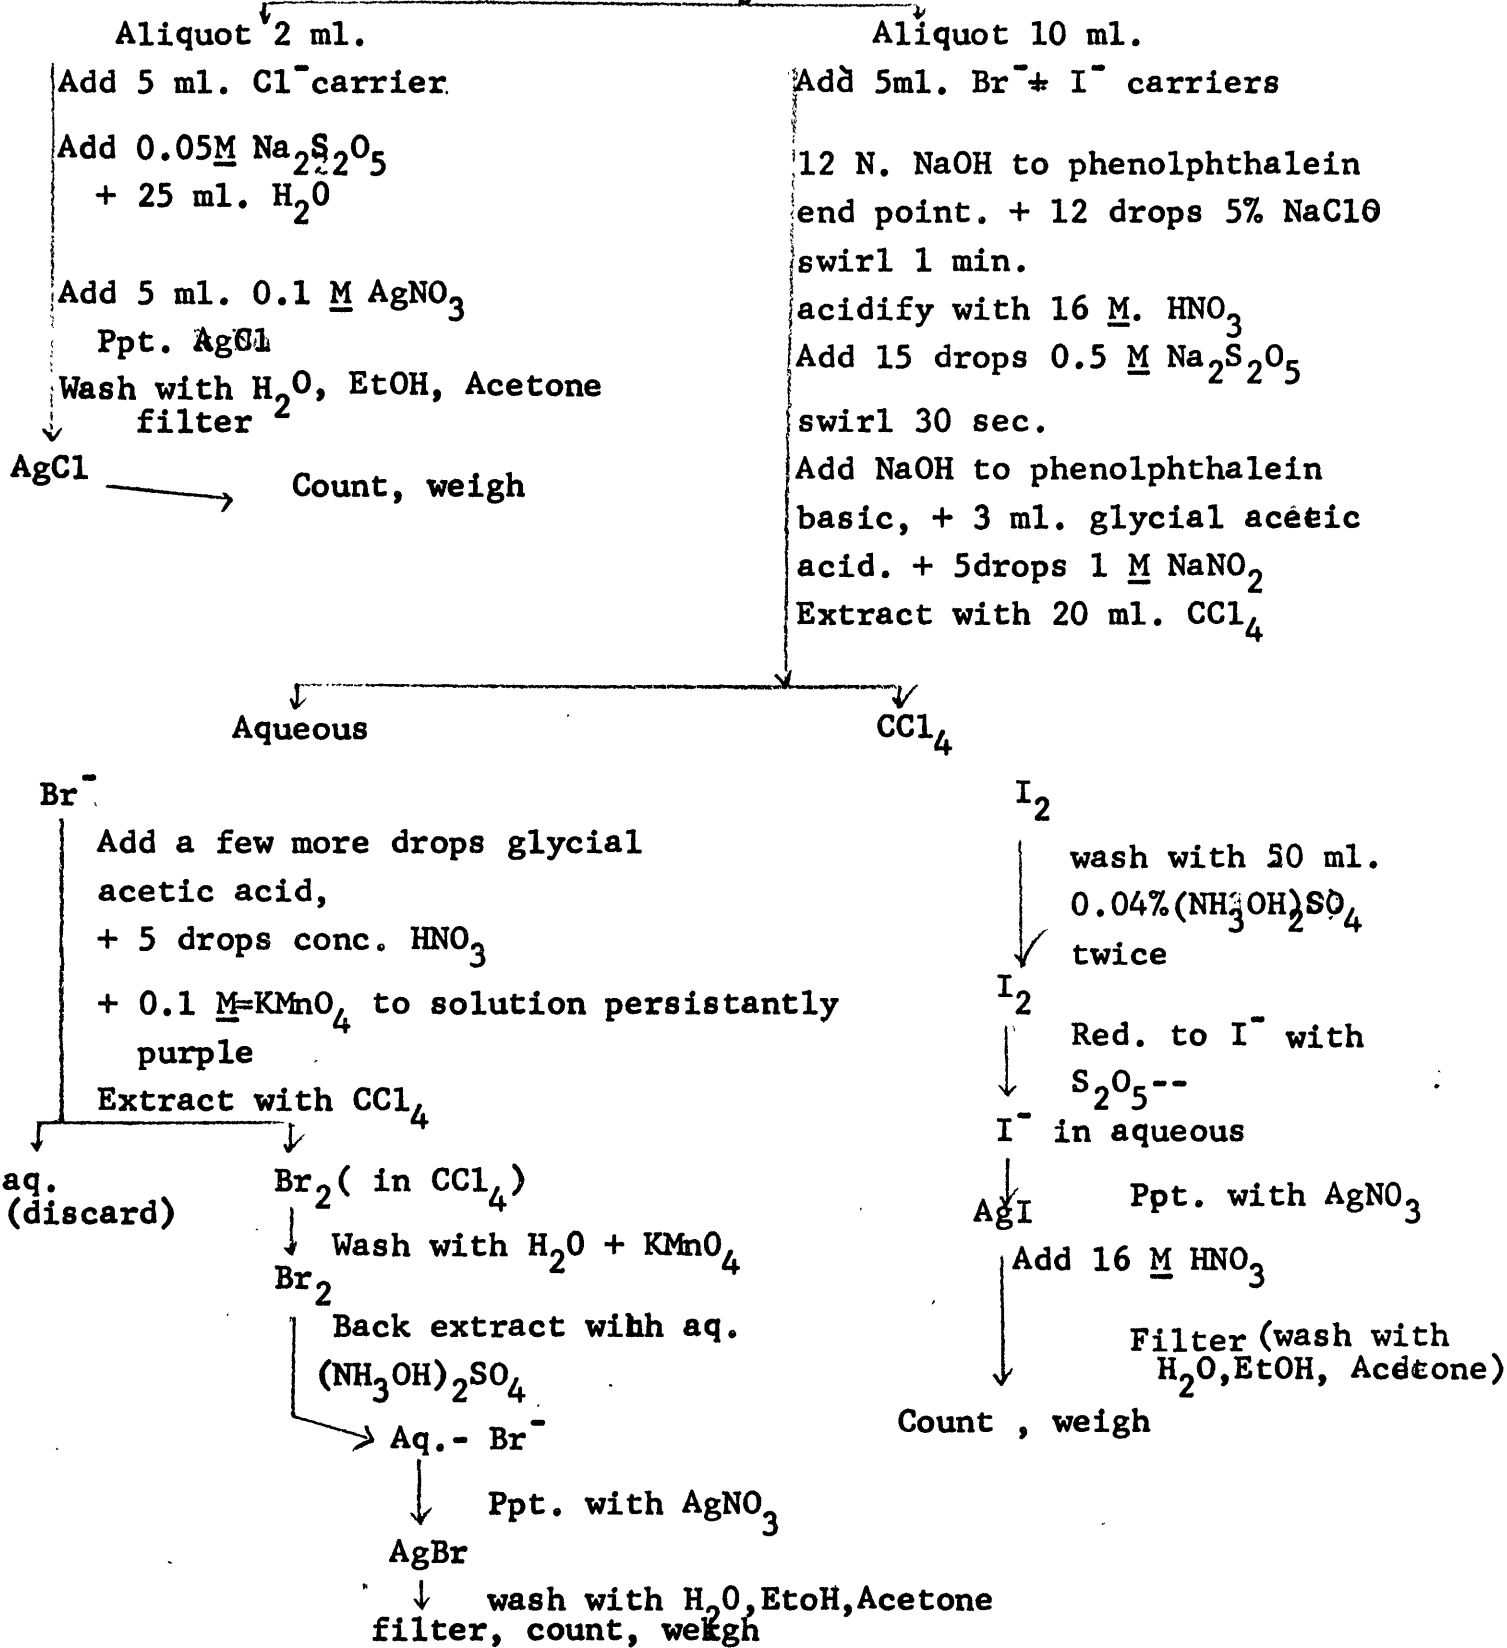 Aliquot 2 ml.
Add 5 ml. Cl⁻ carrier
Add 0.05M Na₂S₂O₅
+ 25 ml. H₂O
Add 5 ml. 0.1 M AgNO₃
Ppt. AgCl
Wash with H₂O, EtOH, Acetone
filter
AgCl
Count, weigh
Aliquot 10 ml.
Add 5ml. Br⁻+ I⁻ carriers
12 N. NaOH to phenolphthalein
end point. + 12 drops 5% NaClO
swirl 1 min.
acidify with 16 M. HNO₃
Add 15 drops 0.5 M Na₂S₂O₅
swirl 30 sec.
Add NaOH to phenolphthalein
basic, + 3 ml. glycial acetic
acid. + 5drops 1 M NaNO₂
Extract with 20 ml. CCl₄
Aqueous
Br⁻
Add a few more drops glycial
acetic acid,
+ 5 drops conc. HNO₃
+ 0.1 M=KMnO₄ to solution persistantly
purple
Extract with CCl₄
aq.
(discard)
Br₂( in CCl₄)
Wash with H₂O + KMnO₄
Br₂
Back extract wihh aq.
(NH₃OH)₂SO₄
Aq.- Br⁻
Ppt. with AgNO₃
AgBr
wash with H₂O,EtoH,Acetone
filter, count, weigh
CCl₄
I₂
wash with 50 ml.
0.04%(NH₃OH)₂SO₄
twice
I₂
Red. to I⁻ with
S₂O₅--
I⁻ in aqueous
Ppt. with AgNO₃
AgI
Add 16 M HNO₃
Filter (wash with
H₂O,EtOH, Acetone)
Count , weigh